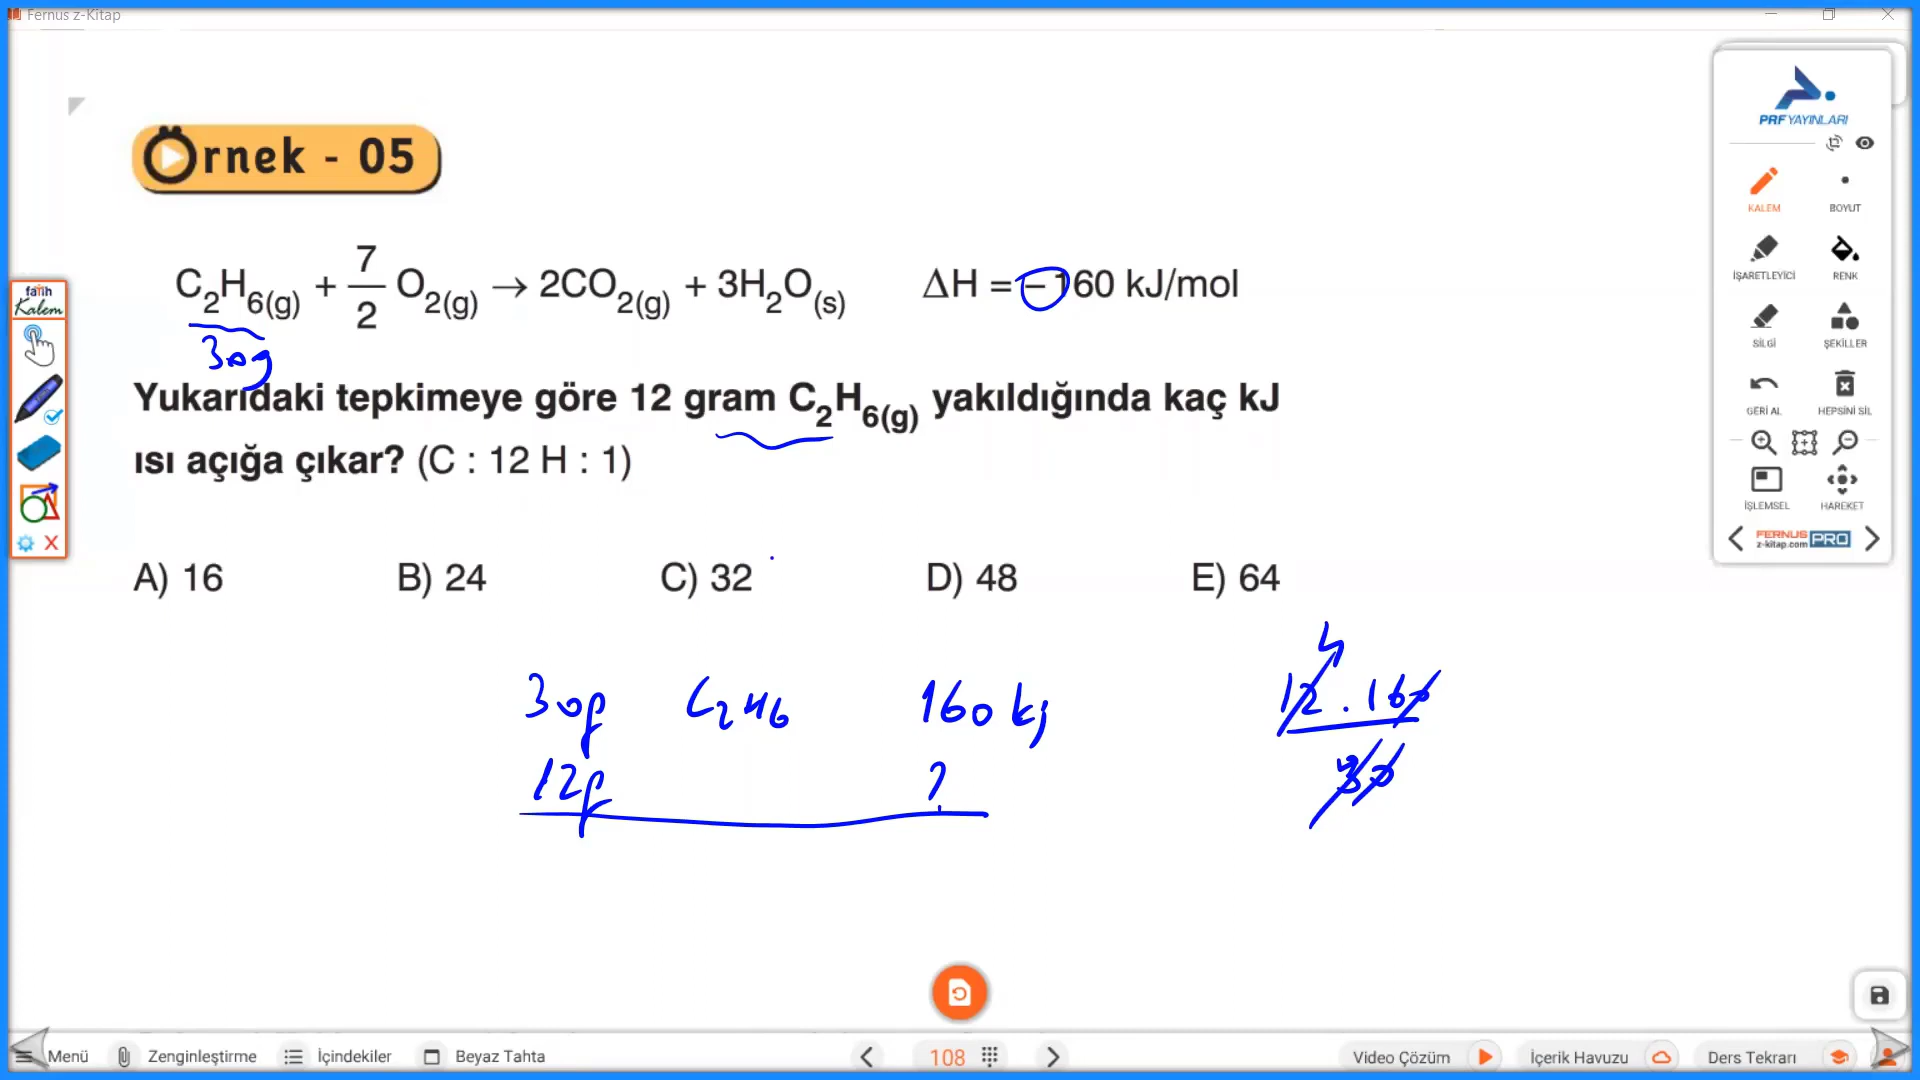 Fernus z-Kitap
Örnek - 05
C2H6(g) + 7/2 O2(g) → 2CO2(g) + 3H2O(s) ΔH = –160 kJ/mol
30g
Yukarıdaki tepkimeye göre 12 gram C2H6(g) yakıldığında kaç kJ
ısı açığa çıkar? (C : 12 H : 1)
A) 16 B) 24 C) 32 D) 48 E) 64
30g C2H6 160 kj
12g ?
4
12 . 160
30
fatih
Kalem
PRF YAYINLARI
KALEM BOYUT
İŞARETLEYİCİ RENK
SİLGİ ŞEKİLLER
GERİ AL HEPSİNİ SİL
İŞLEMSEL HAREKET
FERNUS
z-kitap.com PRO
Menü Zenginleştirme İçindekiler Beyaz Tahta 108 Video Çözüm İçerik Havuzu Ders Tekrarı